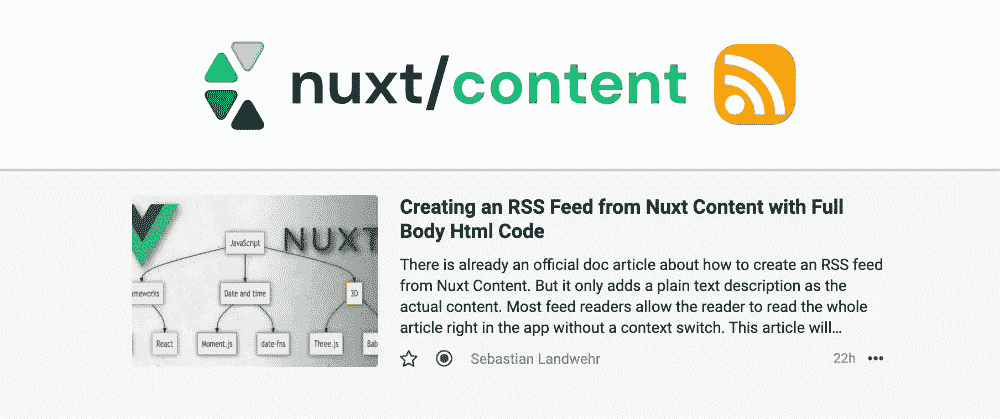 nuxt/content
Creating an RSS Feed from Nuxt Content with Full
Body Html Code
There is already an official doc article about how to create an RSS feed
from Nuxt Content. But it only adds a plain text description as the
actual content. Most feed readers allow the reader to read the whole
article right in the app without a context switch. This article will…
Sebastian Landwehr
22h
NUXT
JavaScript
ameworks
Date and time
3D
React
Moment.js
date-fns
Three.js
Bab